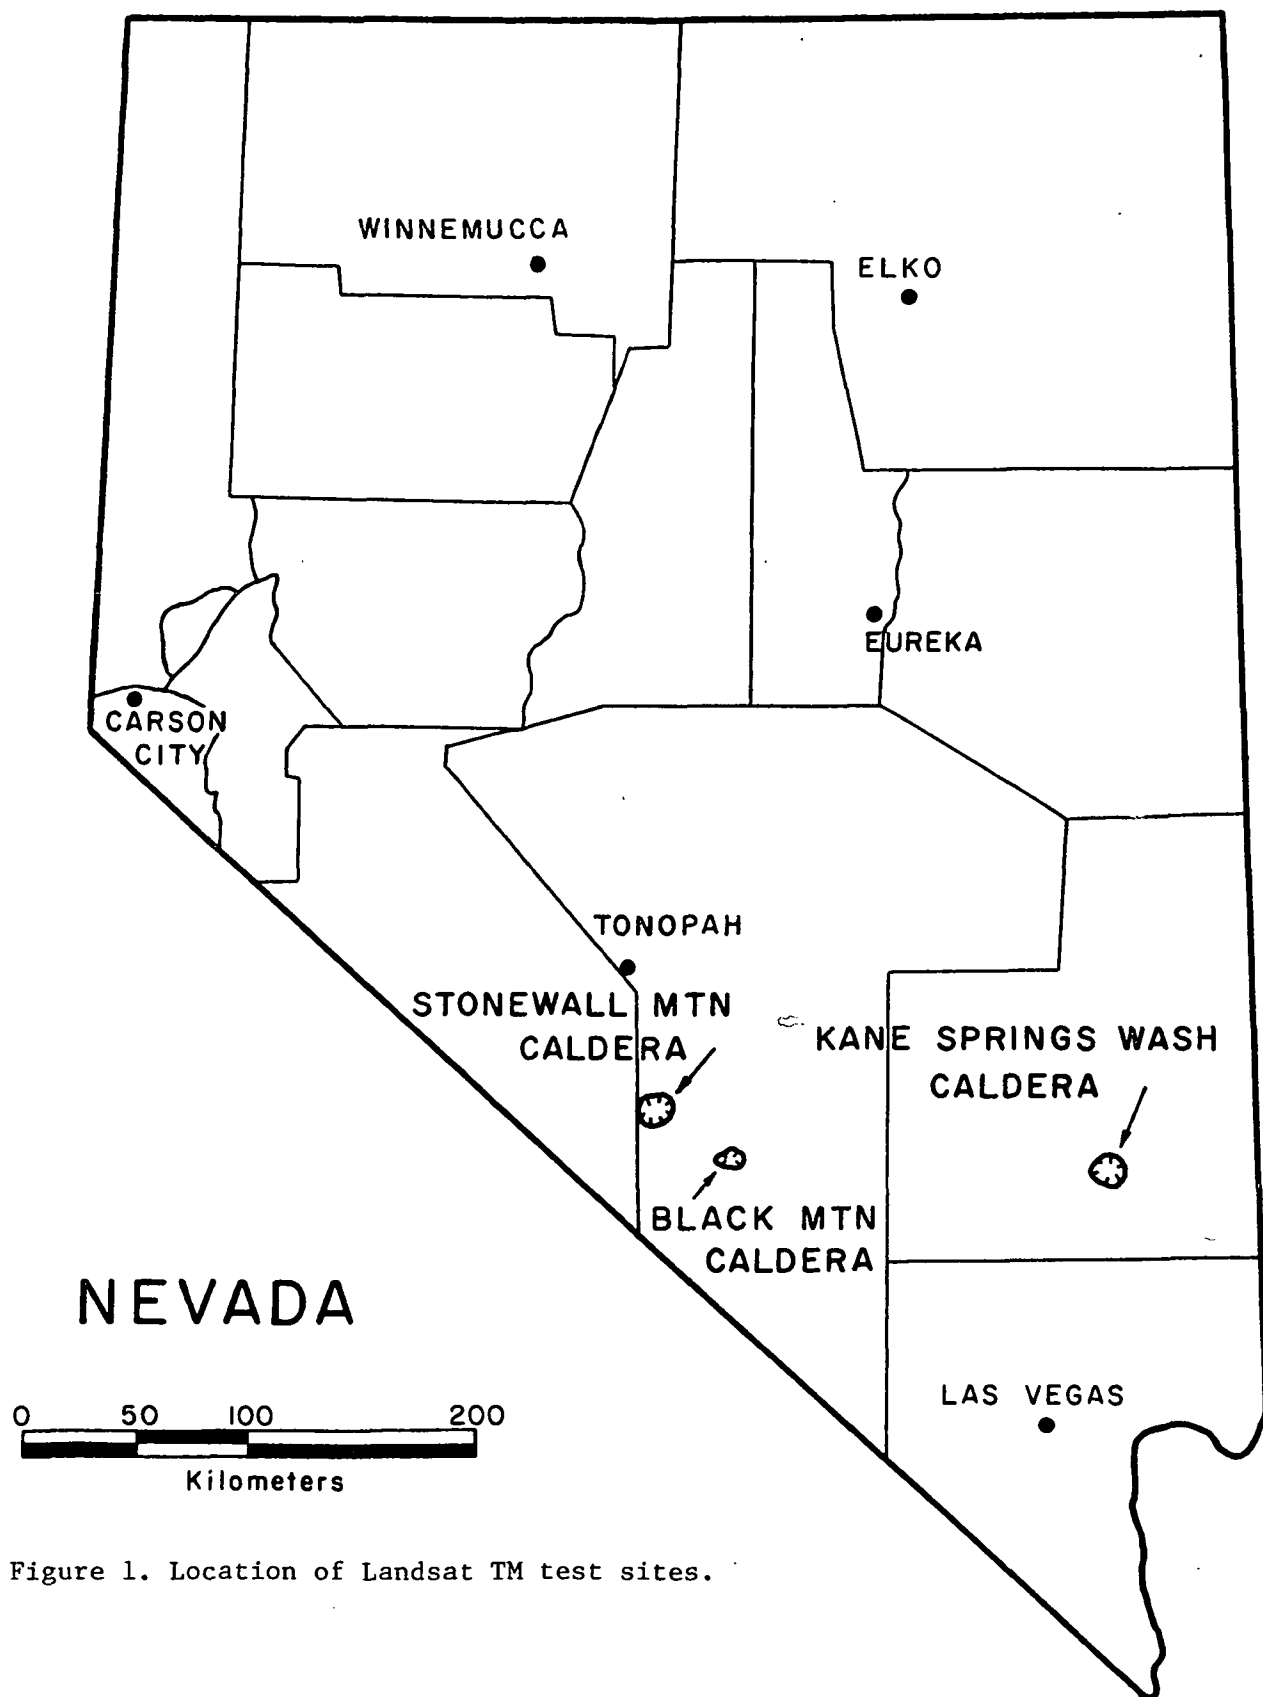 WINNEMUCCA
ELKO
EUREKA
CARSON
CITY
TONOPAH
STONEWALL MTN
CALDERA
KANE SPRINGS WASH
CALDERA
BLACK MTN
CALDERA
NEVADA
LAS VEGAS
0 50 100 200
Kilometers
Figure 1. Location of Landsat TM test sites.